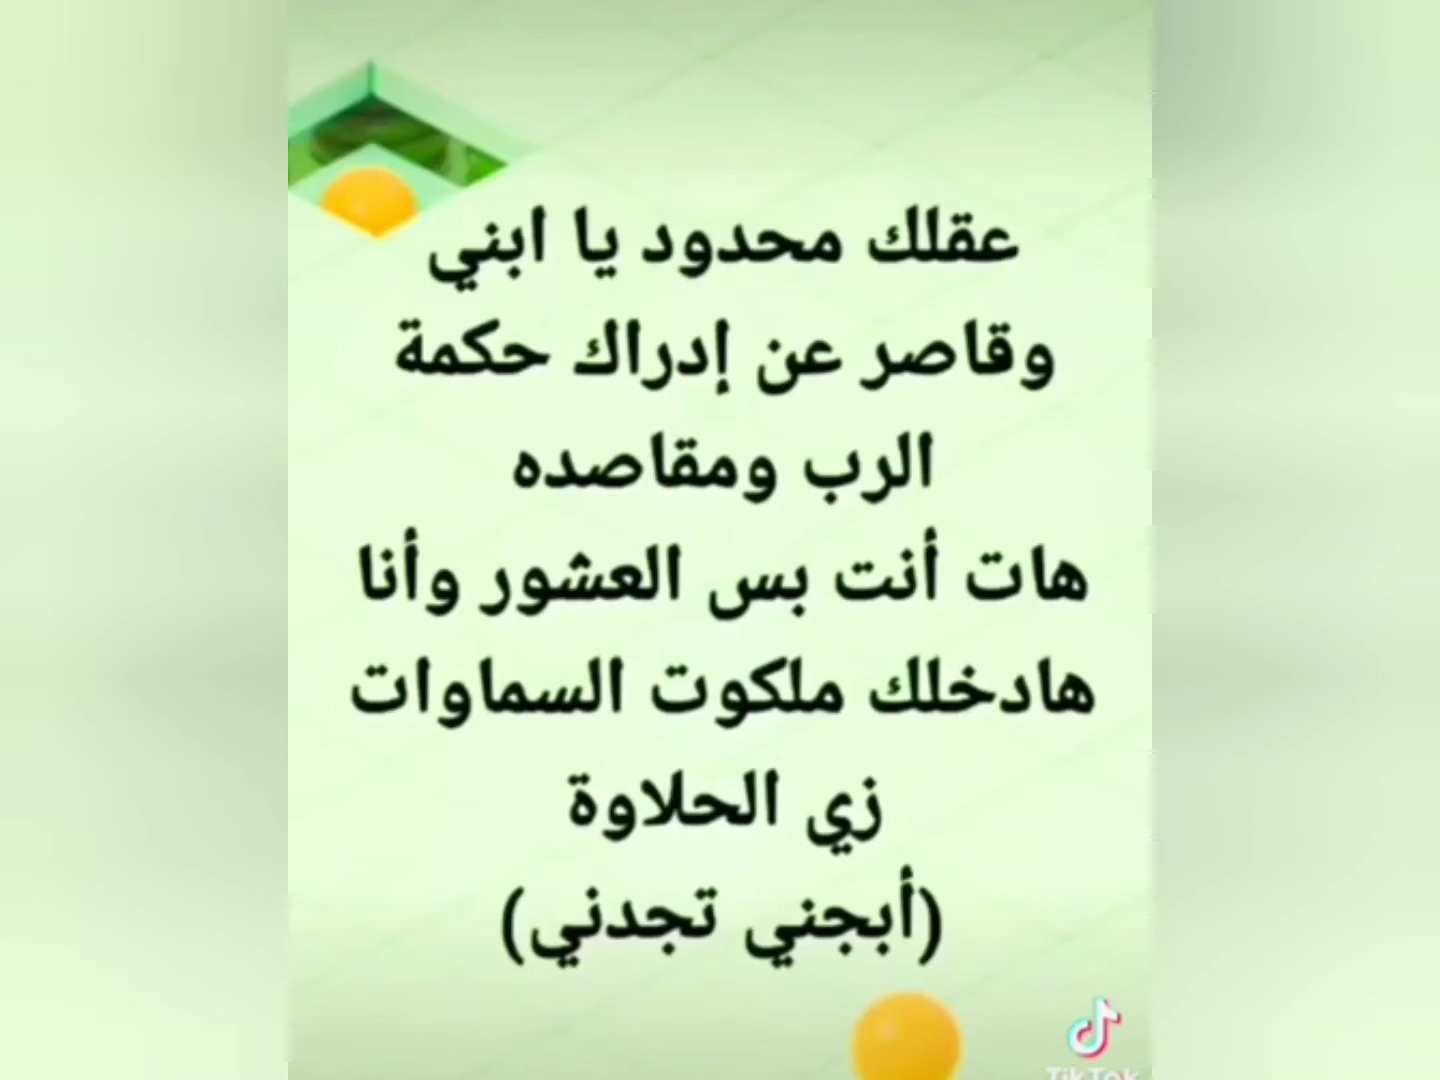 عقلك محدود يا ابني
وقاصر عن إدراك حكمة
الرب ومقاصده
هات أنت بس العشور وأنا
هادخلك ملكوت السماوات
زي الحلاوة
(أبجني تجدني)
TikTok